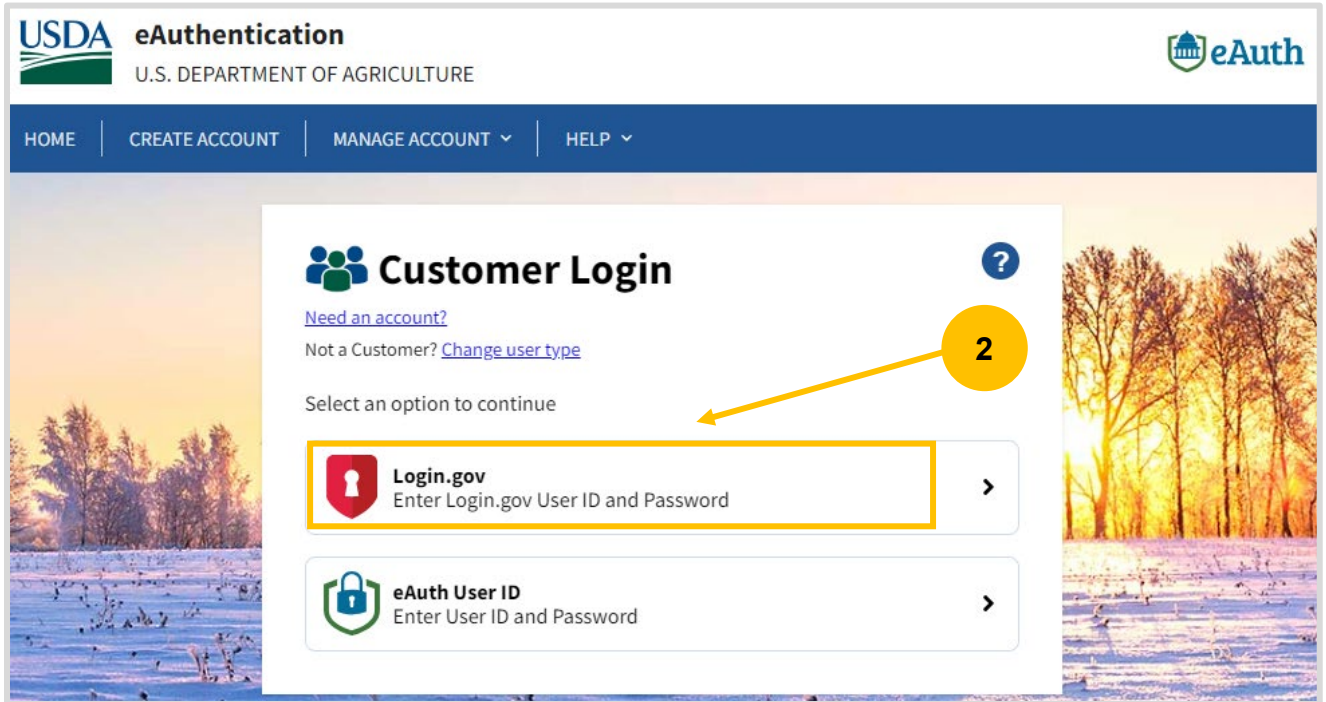 USDA
eAuthentication
U.S. DEPARTMENT OF AGRICULTURE
eAuth
HOME
CREATE ACCOUNT
MANAGE ACCOUNT
HELP
Customer Login
?
Need an account?
Not a Customer? Change user type
2
Select an option to continue
Login.gov
Enter Login.gov User ID and Password
eAuth User ID
Enter User ID and Password